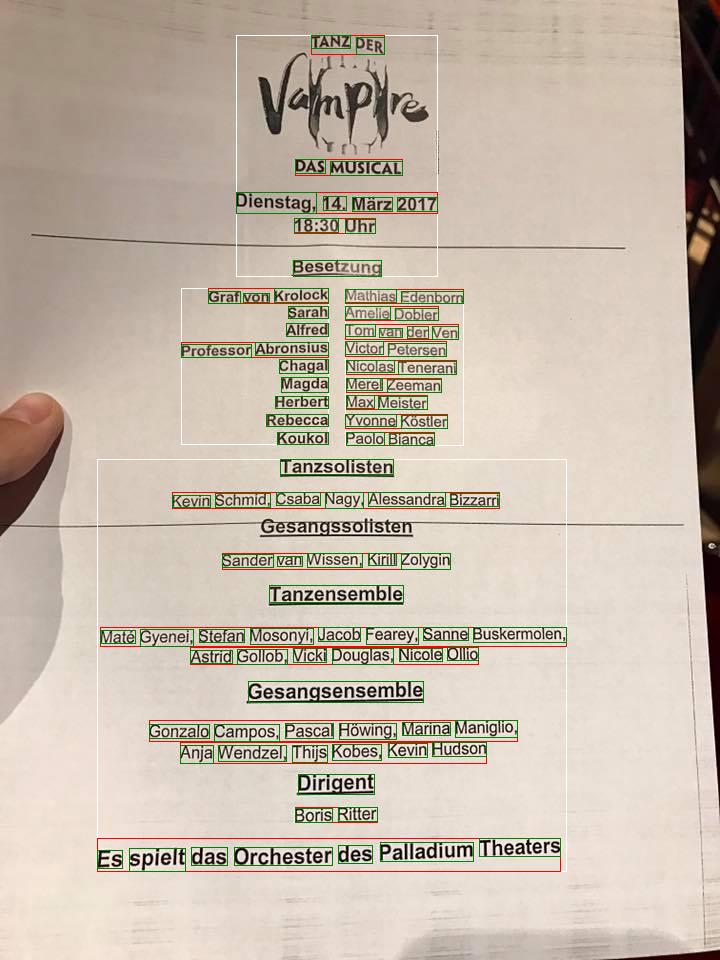 TANZ DER
Vampire
DAS MUSICAL
Dienstag, 14. März 2017
18:30 Uhr
Besetzung
Graf von Krolock Mathias Edenborn
Sarah Amelie Dobler
Alfred Tom van der Ven
Professor Abronsius Victor Petersen
Chagal Nicolas Tenerani
Magda Merel Zeeman
Herbert Max Meister
Rebecca Yvonne Köstler
Koukol Paolo Bianca
Tanzsolisten
Kevin Schmid, Csaba Nagy, Alessandra Bizzarri
Gesangssolisten
Sander van Wissen, Kirill Zolygin
Tanzensemble
Maté Gyenei, Stefan Mosonyi, Jacob Fearey, Sanne Buskermolen,
Astrid Gollob, Vicki Douglas, Nicole Ollio
Gesangsensemble
Gonzalo Campos, Pascal Höwing, Marina Maniglio,
Anja Wendzel, Thijs Kobes, Kevin Hudson
Dirigent
Boris Ritter
Es spielt das Orchester des Palladium Theaters